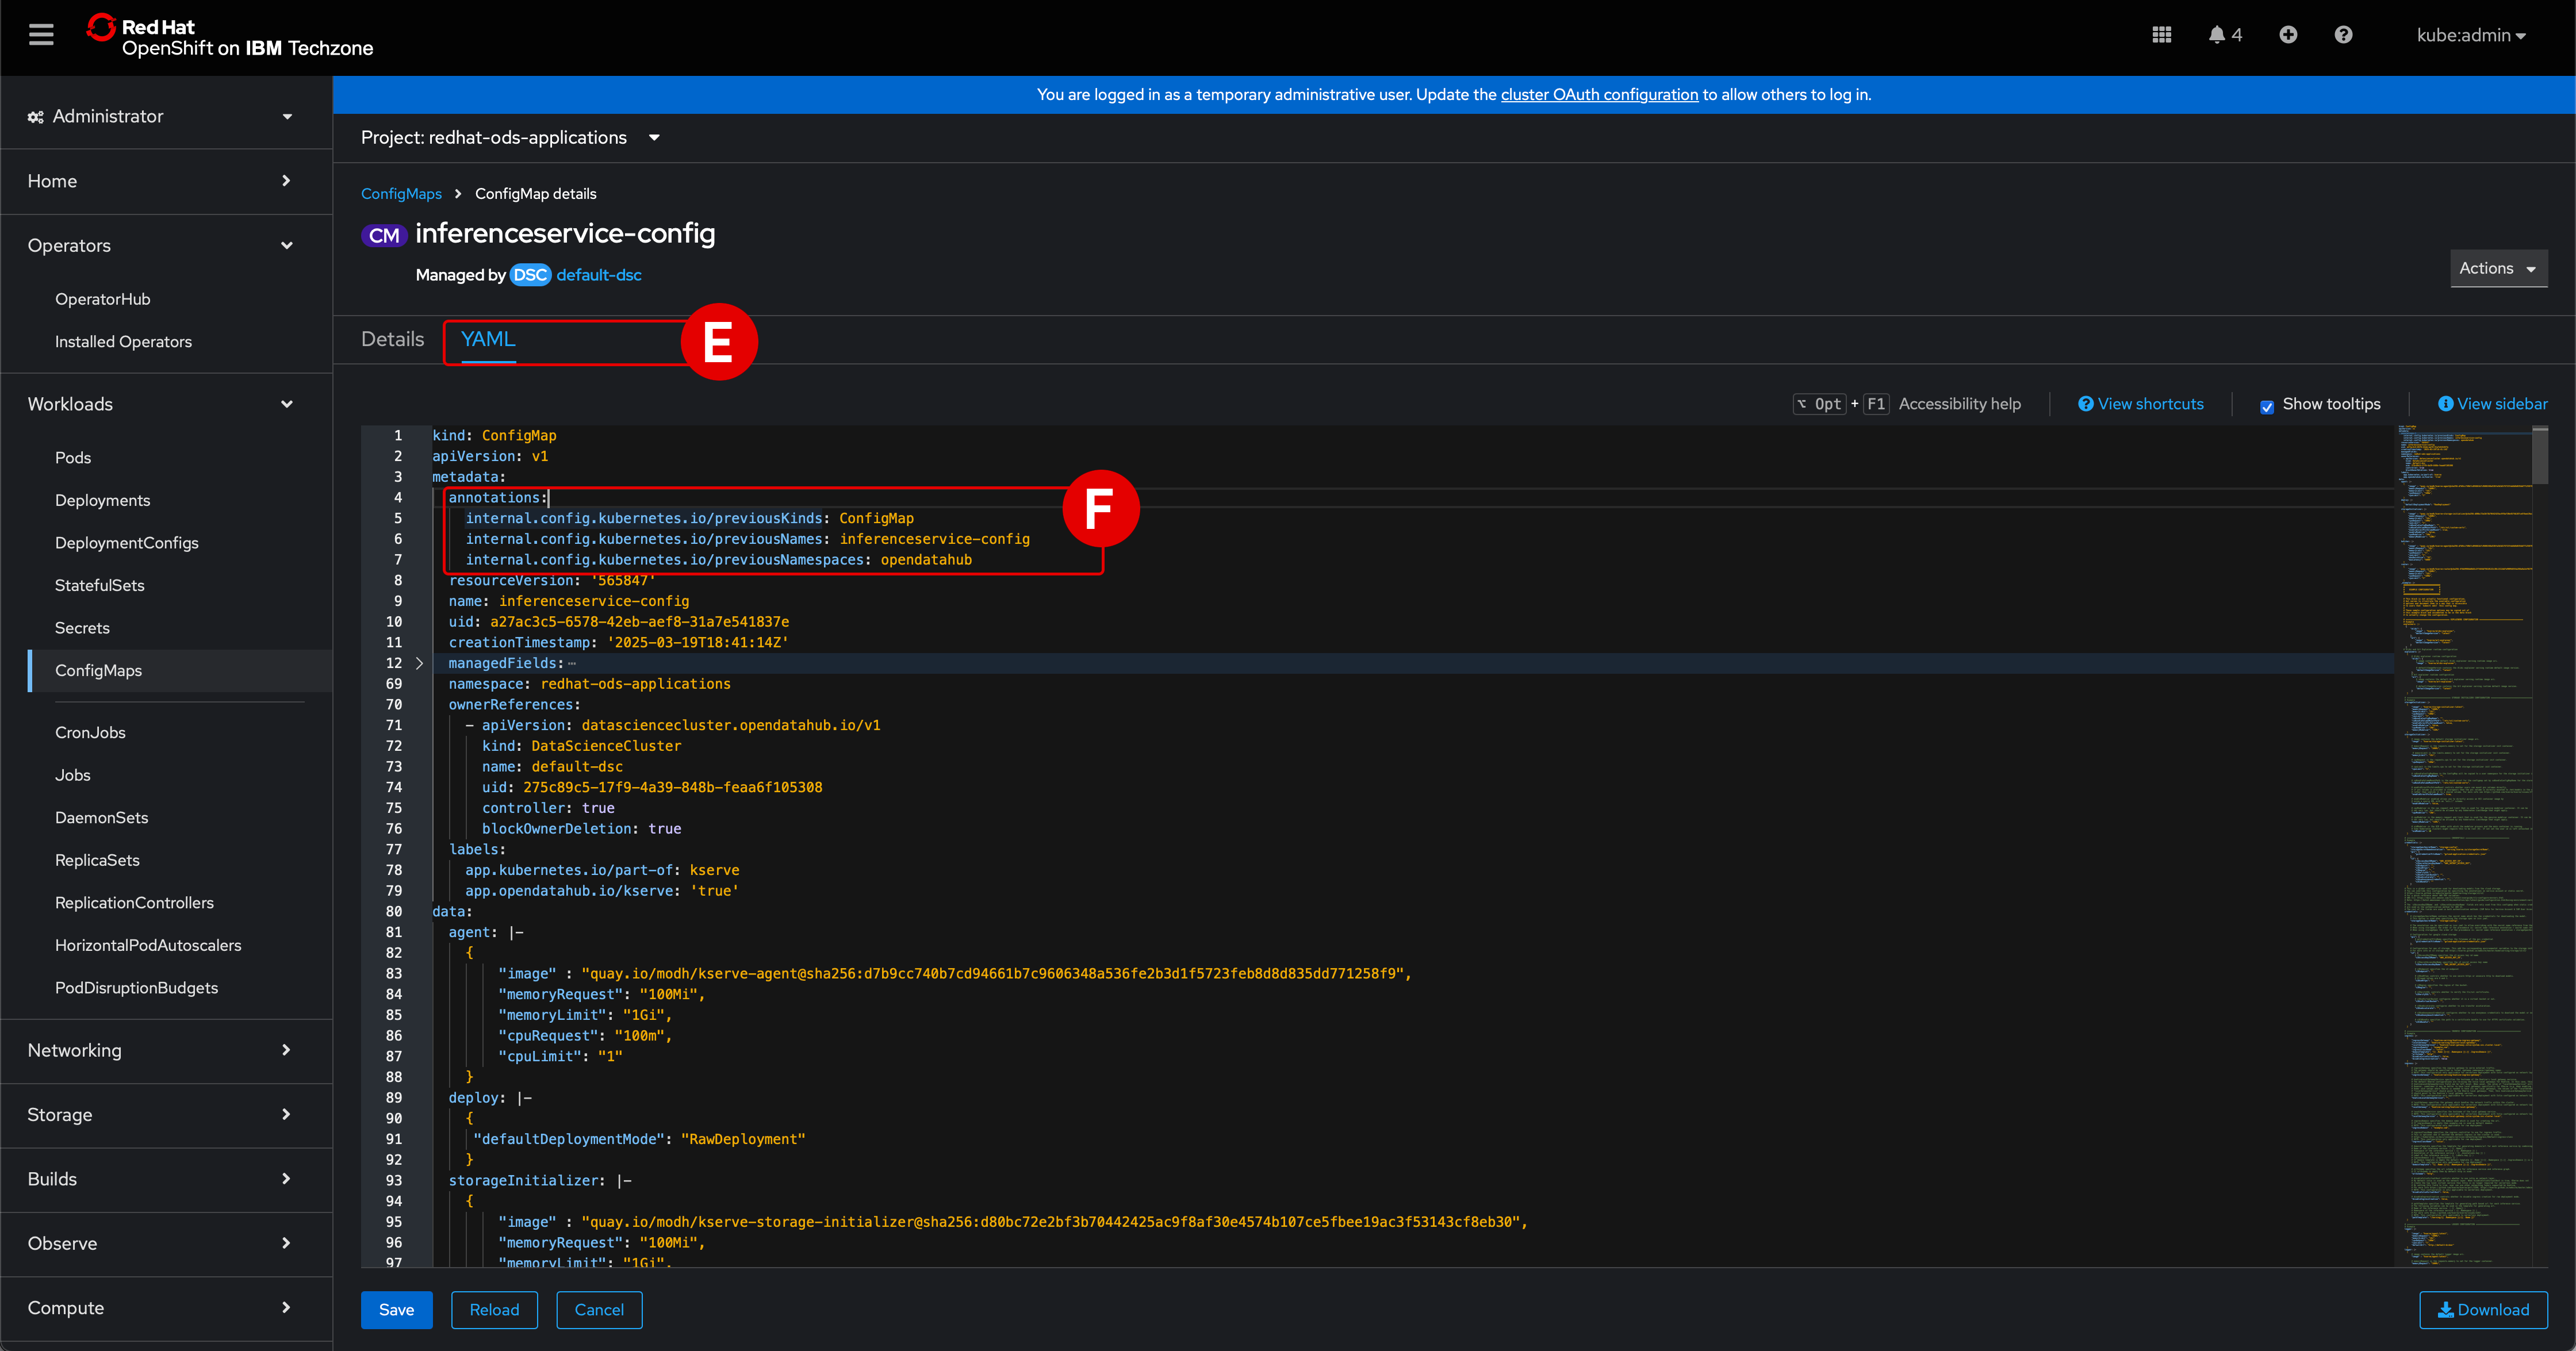 Red Hat
OpenShift on IBM Techzone
4
kube:admin
Administrator
Home
Operators
OperatorHub
Installed Operators
Workloads
Pods
Deployments
DeploymentConfigs
StatefulSets
Secrets
ConfigMaps
CronJobs
Jobs
DaemonSets
ReplicaSets
ReplicationControllers
HorizontalPodAutoscalers
PodDisruptionBudgets
Networking
Storage
Builds
Observe
Compute
You are logged in as a temporary administrative user. Update the cluster OAuth configuration to allow others to log in.
Project: redhat-ods-applications
ConfigMaps > ConfigMap details
CM inferenceservice-config
Managed by DSC default-dsc
Actions
Details YAML
E
⌥ Opt + F1 Accessibility help View shortcuts Show tooltips View sidebar
1 kind: ConfigMap
2 apiVersion: v1
3 metadata:
4 annotations:
F
5 internal.config.kubernetes.io/previousKinds: ConfigMap
6 internal.config.kubernetes.io/previousNames: inferenceservice-config
7 internal.config.kubernetes.io/previousNamespaces: opendatahub
8 resourceVersion: '565847'
9 name: inferenceservice-config
10 uid: a27ac3c5-6578-42eb-aef8-31a7e541837e
11 creationTimestamp: '2025-03-19T18:41:14Z'
12 managedFields:
69 namespace: redhat-ods-applications
70 ownerReferences:
71 - apiVersion: datasciencecluster.opendatahub.io/v1
72 kind: DataScienceCluster
73 name: default-dsc
74 uid: 275c89c5-17f9-4a39-848b-feaa6f105308
75 controller: true
76 blockOwnerDeletion: true
77 labels:
78 app.kubernetes.io/part-of: kserve
79 app.opendatahub.io/kserve: 'true'
80 data:
81 agent: |-
82 {
83 "image" : "quay.io/modh/kserve-agent@sha256:d7b9cc740b7cd94661b7c9606348a536fe2b3d1f5723feb8d8d835dd771258f9",
84 "memoryRequest": "100Mi",
85 "memoryLimit": "1Gi",
86 "cpuRequest": "100m",
87 "cpuLimit": "1"
88 }
89 deploy: |-
90 {
91 "defaultDeploymentMode": "RawDeployment"
92 }
93 storageInitializer: |-
94 {
95 "image" : "quay.io/modh/kserve-storage-initializer@sha256:d80bc72e2bf3b70442425ac9f8af30e4574b107ce5fbee19ac3f53143cf8eb30",
96 "memoryRequest": "100Mi",
97 "memoryLimit": "1Gi",
Save Reload Cancel
Download